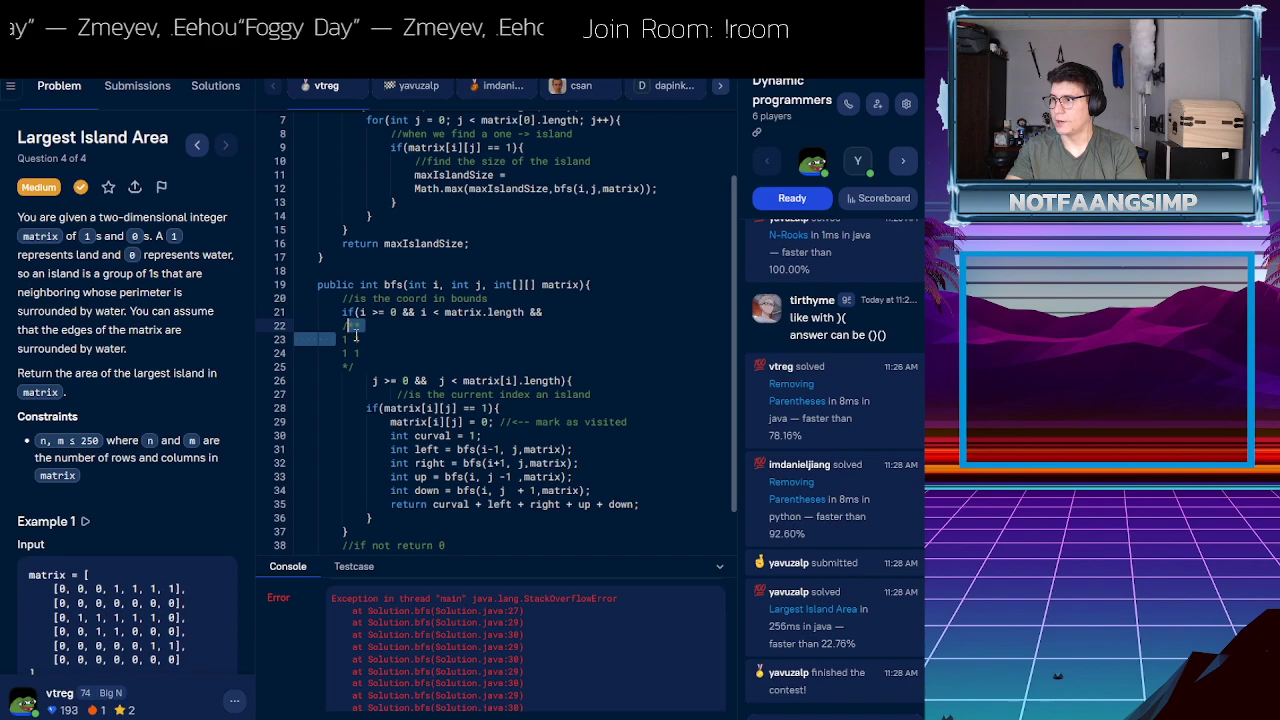 ay” — Zmeyev, .Eehou“Foggy Day” — Zmeyev, .Eeho
Join Room: !room
Problem
Submissions
Solutions
vtreg
yavuzalp
imdani...
csan
D dapink...
Largest Island Area
Question 4 of 4
Medium
You are given a two-dimensional integer
matrix of 1s and 0s. A 1
represents land and 0 represents water,
so an island is a group of 1s that are
neighboring whose perimeter is
surrounded by water. You can assume
that the edges of the matrix are
surrounded by water.
Return the area of the largest island in
matrix.
Constraints
n, m ≤ 250 where n and m are
the number of rows and columns in
matrix
Example 1
Input
matrix = [
[0, 0, 0, 1, 1, 1, 1],
[0, 0, 0, 0, 0, 0, 0],
[0, 1, 1, 1, 1, 1, 0],
[0, 0, 1, 1, 0, 0, 0],
[0, 0, 0, 0, 0, 1, 1],
[0, 0, 0, 0, 0, 0, 0]
]
vtreg 74 Big N
193 1 2
7 for(int j = 0; j < matrix[0].length; j++){
8 //when we find a one -> island
9 if(matrix[i][j] == 1){
10 //find the size of the island
11 maxIslandSize =
12 Math.max(maxIslandSize,bfs(i,j,matrix));
13 }
14 }
15 }
16 return maxIslandSize;
17 }
18
19 public int bfs(int i, int j, int[][] matrix){
20 //is the coord in bounds
21 if(i >= 0 && i < matrix.length &&
22 /**
23 1
24 1 1
25 */
26 j >= 0 && j < matrix[i].length){
27 //is the current index an island
28 if(matrix[i][j] == 1){
29 matrix[i][j] = 0; //<-- mark as visited
30 int curval = 1;
31 int left = bfs(i-1, j,matrix);
32 int right = bfs(i+1, j,matrix);
33 int up = bfs(i, j -1 ,matrix);
34 int down = bfs(i, j + 1,matrix);
35 return curval + left + right + up + down;
36 }
37 }
38 //if not return 0
Console
Testcase
Error
Exception in thread "main" java.lang.StackOverflowError
at Solution.bfs(Solution.java:27)
at Solution.bfs(Solution.java:29)
at Solution.bfs(Solution.java:30)
at Solution.bfs(Solution.java:29)
at Solution.bfs(Solution.java:30)
at Solution.bfs(Solution.java:29)
at Solution.bfs(Solution.java:30)
at Solution.bfs(Solution.java:29)
at Solution.bfs(Solution.java:30)
Dynamic
programmers
6 players
Y
Ready
Scoreboard
yavuzalp solved
N-Rooks in 1ms in java
— faster than
100.00%
tirthyme
Today at 11:2...
like with )(
answer can be ()()
vtreg solved 11:26 AM
Removing
Parentheses in 8ms in
java — faster than
78.16%
imdanieljiang solved 11:28 AM
Removing
Parentheses in 8ms in
python — faster than
92.60%
yavuzalp submitted 11:28 AM
yavuzalp solved 11:28 AM
Largest Island Area in
256ms in java —
faster than 22.76%
yavuzalp finished the 11:28 AM
contest!
NOTFAANGSIMP